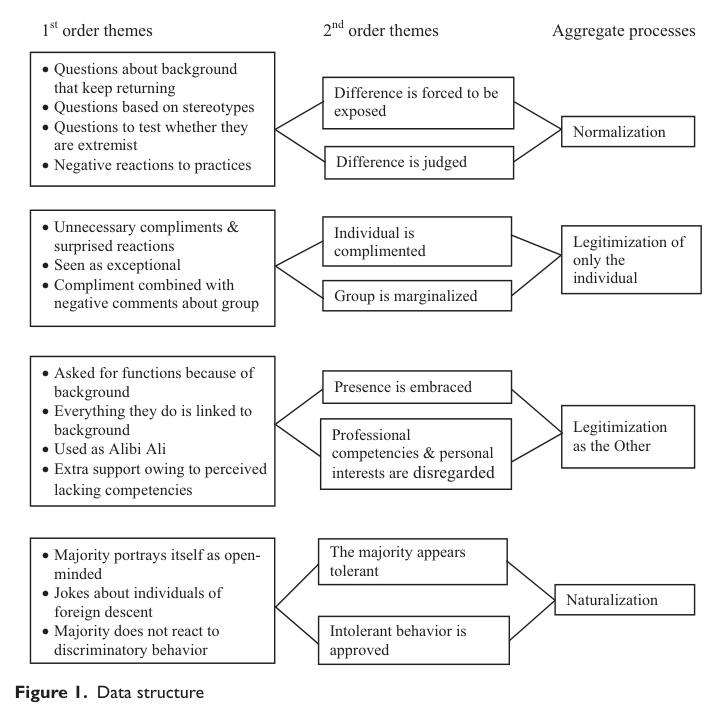 1st order themes
2nd order themes
Aggregate processes
• Questions about background
that keep returning
• Questions based on stereotypes
• Questions to test whether they
are extremist
• Negative reactions to practices
Difference is forced to be
exposed
Difference is judged
Normalization
• Unnecessary compliments &
surprised reactions
• Seen as exceptional
• Compliment combined with
negative comments about group
Individual is
complimented
Group is marginalized
Legitimization of
only the
individual
• Asked for functions because of
background
• Everything they do is linked to
background
• Used as Alibi Ali
• Extra support owing to perceived
lacking competencies
Presence is embraced
Professional
competencies & personal
interests are disregarded
Legitimization
as the Other
• Majority portrays itself as open-
minded
• Jokes about individuals of
foreign descent
• Majority does not react to
discriminatory behavior
The majority appears
tolerant
Intolerant behavior is
approved
Naturalization
Figure 1. Data structure